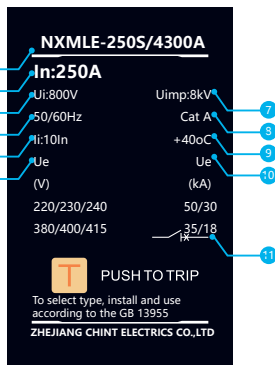 NXMLE-250S/4300A
In:250A
Ui:800V Uimp:8kV
50/60Hz Cat A
Ii:10In +40oC
Ue Ue
(V) (kA)
220/230/240 50/30
380/400/415 35/18
T PUSH TO TRIP
To select type, install and use
according to the GB 13955
ZHEJIANG CHINT ELECTRICS CO.,LTD
7
8
9
10
11